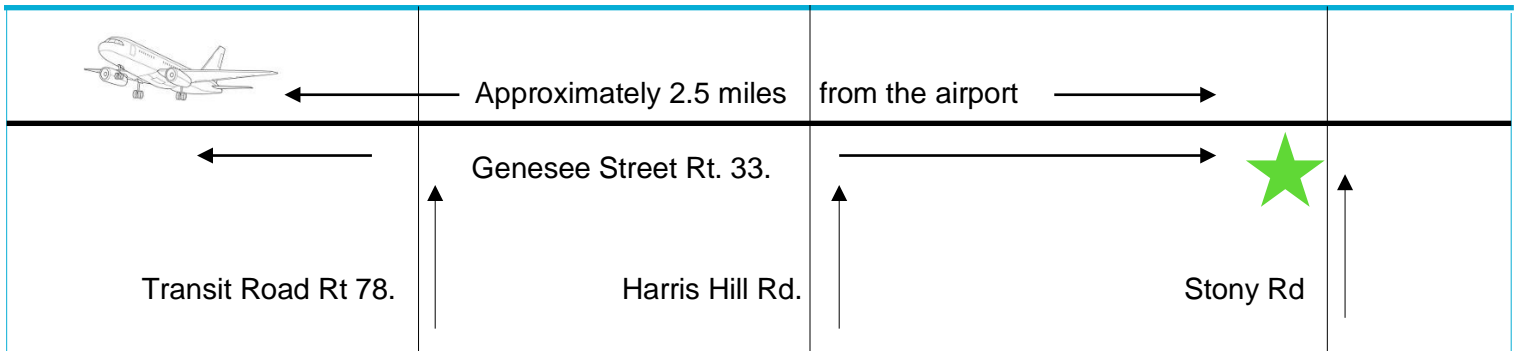 Approximately 2.5 miles from the airport
Genesee Street Rt. 33.
Transit Road Rt 78. Harris Hill Rd. Stony Rd